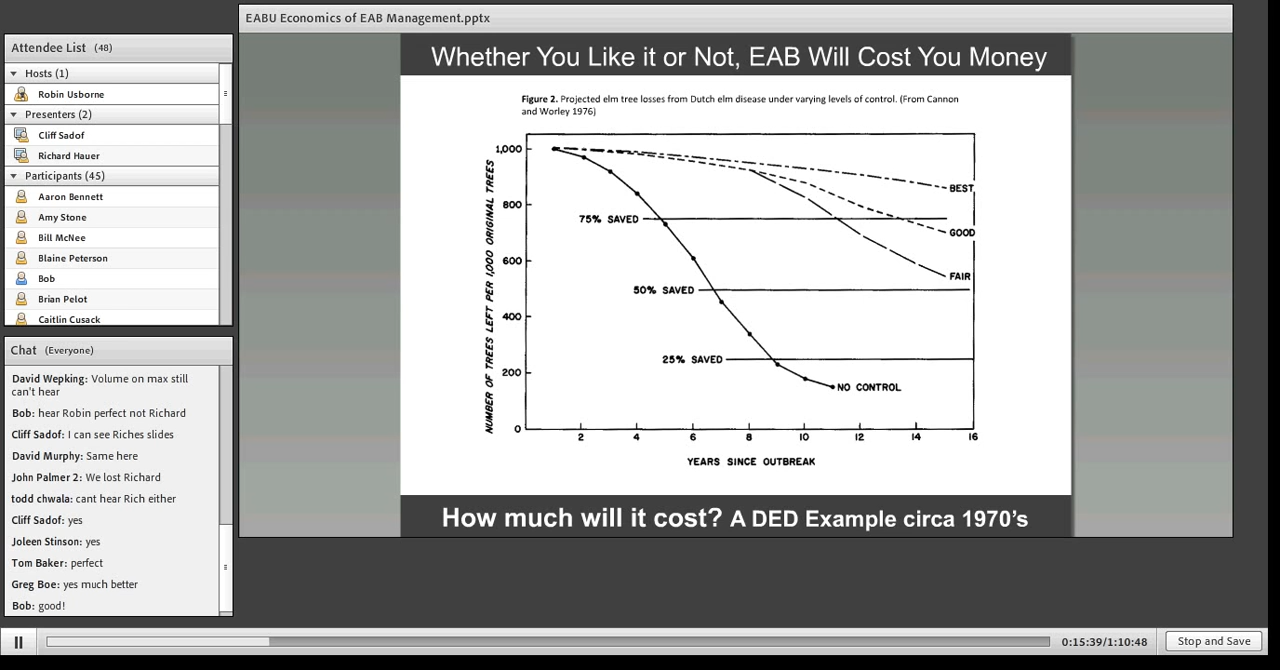 EABU Economics of EAB Management.pptx
Attendee List (48)
Hosts (1)
Robin Usborne
Presenters (2)
Cliff Sadof
Richard Hauer
Participants (45)
Aaron Bennett
Amy Stone
Bill McNee
Blaine Peterson
Bob
Brian Pelot
Caitlin Cusack
Chat (Everyone)
David Wepking: Volume on max still
can't hear
Bob: hear Robin perfect not Richard
Cliff Sadof: I can see Riches slides
David Murphy: Same here
John Palmer 2: We lost Richard
todd chwala: cant hear Rich either
Cliff Sadof: yes
Joleen Stinson: yes
Tom Baker: perfect
Greg Boe: yes much better
Bob: good!
Whether You Like it or Not, EAB Will Cost You Money
Figure 2. Projected elm tree losses from Dutch elm disease under varying levels of control. (From Cannon
and Worley 1976)
NUMBER OF TREES LEFT PER 1,000 ORIGINAL TREES
1,000
800
600
400
200
0
75% SAVED
50% SAVED
25% SAVED
BEST
GOOD
FAIR
NO CONTROL
2 4 6 8 10 12 14 16
YEARS SINCE OUTBREAK
How much will it cost? A DED Example circa 1970's
0:15:39/1:10:48
Stop and Save